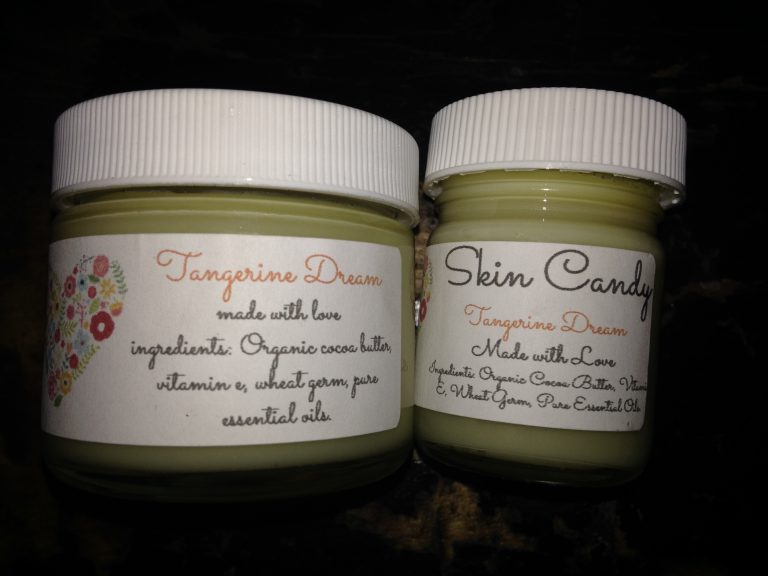 Tangerine Dream
made with love
ingredients: Organic cocoa butter,
vitamin e, wheat germ, pure
essential oils.
Skin Candy
Tangerine Dream
Made with Love
Ingredients: Organic Cocoa Butter, Vitamin
E, Wheat Germ, Pure Essential Oils.